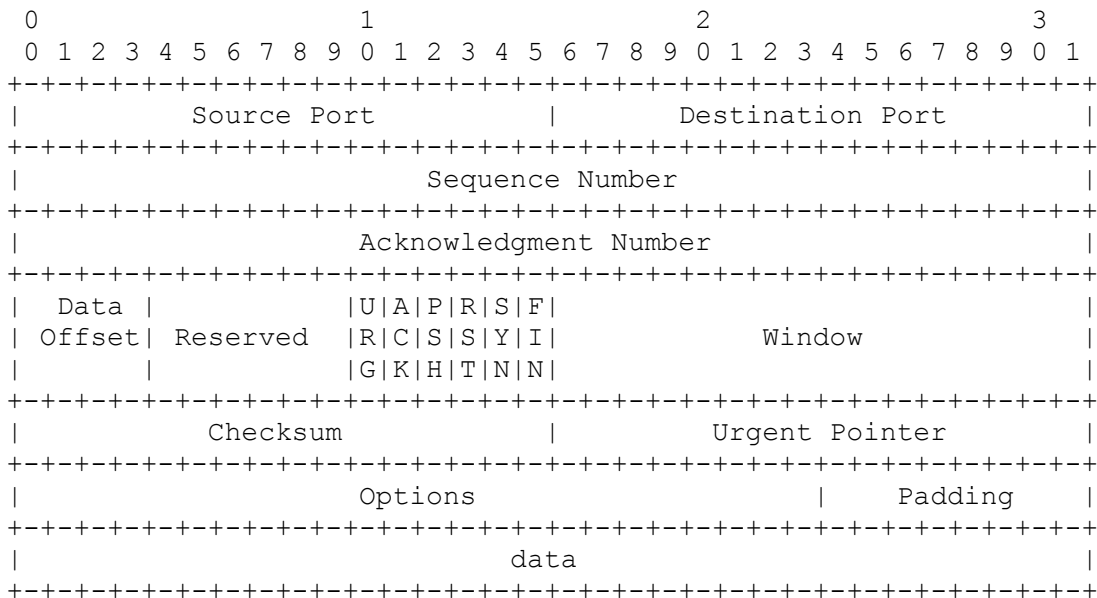 0                   1                   2                   3
 0 1 2 3 4 5 6 7 8 9 0 1 2 3 4 5 6 7 8 9 0 1 2 3 4 5 6 7 8 9 0 1
+-+-+-+-+-+-+-+-+-+-+-+-+-+-+-+-+-+-+-+-+-+-+-+-+-+-+-+-+-+-+-+-+
|          Source Port          |       Destination Port        |
+-+-+-+-+-+-+-+-+-+-+-+-+-+-+-+-+-+-+-+-+-+-+-+-+-+-+-+-+-+-+-+-+
|                        Sequence Number                        |
+-+-+-+-+-+-+-+-+-+-+-+-+-+-+-+-+-+-+-+-+-+-+-+-+-+-+-+-+-+-+-+-+
|                    Acknowledgment Number                      |
+-+-+-+-+-+-+-+-+-+-+-+-+-+-+-+-+-+-+-+-+-+-+-+-+-+-+-+-+-+-+-+-+
|  Data |           |U|A|P|R|S|F|                               |
| Offset| Reserved  |R|C|S|S|Y|I|            Window             |
|       |           |G|K|H|T|N|N|                               |
+-+-+-+-+-+-+-+-+-+-+-+-+-+-+-+-+-+-+-+-+-+-+-+-+-+-+-+-+-+-+-+-+
|           Checksum            |         Urgent Pointer        |
+-+-+-+-+-+-+-+-+-+-+-+-+-+-+-+-+-+-+-+-+-+-+-+-+-+-+-+-+-+-+-+-+
|                    Options                    |    Padding    |
+-+-+-+-+-+-+-+-+-+-+-+-+-+-+-+-+-+-+-+-+-+-+-+-+-+-+-+-+-+-+-+-+
|                             data                              |
+-+-+-+-+-+-+-+-+-+-+-+-+-+-+-+-+-+-+-+-+-+-+-+-+-+-+-+-+-+-+-+-+